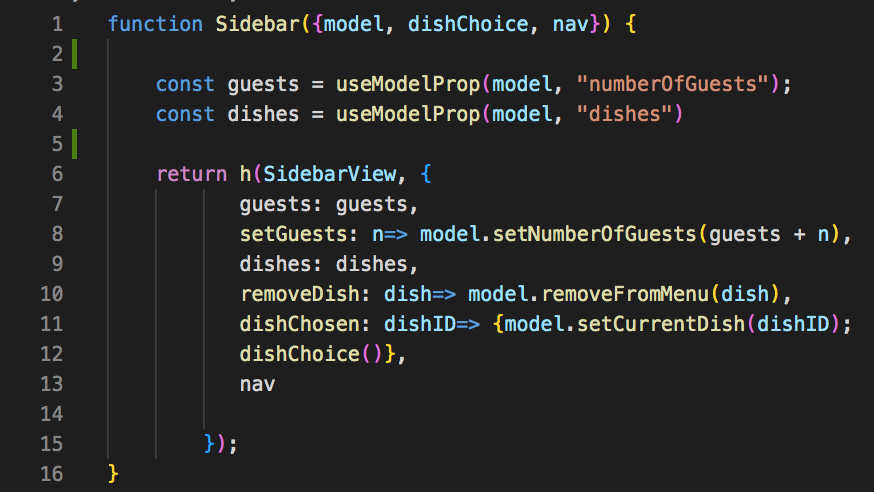 1 function Sidebar({model, dishChoice, nav}) {
2
3 const guests = useModelProp(model, "numberOfGuests");
4 const dishes = useModelProp(model, "dishes")
5
6 return h(SidebarView, {
7 guests: guests,
8 setGuests: n=> model.setNumberOfGuests(guests + n),
9 dishes: dishes,
10 removeDish: dish=> model.removeFromMenu(dish),
11 dishChosen: dishID=> {model.setCurrentDish(dishID);
12 dishChoice()},
13 nav
14
15 });
16 }